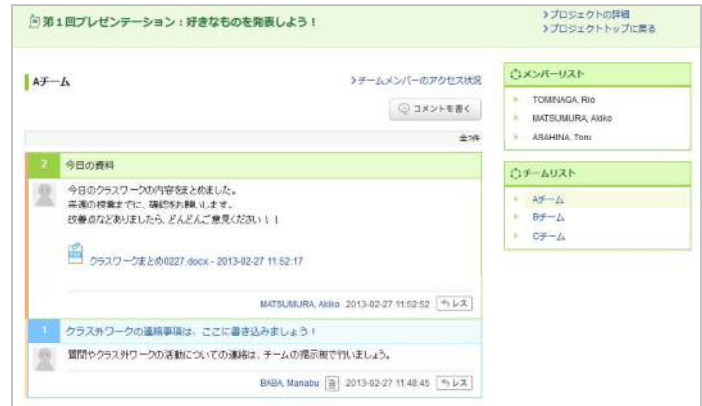 第1回プレゼンテーション：好きなものを発表しよう！
>プロジェクトの詳細
>プロジェクトトップに戻る
Aチーム
>チームメンバーのアクセス状況
コメントを書く
2 今日の資料
今日のクラスワークの内容をまとめました。
来週の授業までに、確認をお願いします。
改善点などありましたら、どんどんご意見ください！！
クラスワークまとめ0227.docx - 2013-02-27 11:52:17
MATSUMURA, Akiko 2013-02-27 11:52:52 レス
1 クラス外ワークの連絡事項は、ここに書き込みましょう！
質問やクラス外ワークの活動についての連絡は、チームの掲示板で行いましょう。
BABA, Manabu 2013-02-27 11:48:45 レス
メンバーリスト
TOMINAGA, Rio
MATSUMURA, Akiko
ASAHINA, Toru
チームリスト
Aチーム
Bチーム
Cチーム